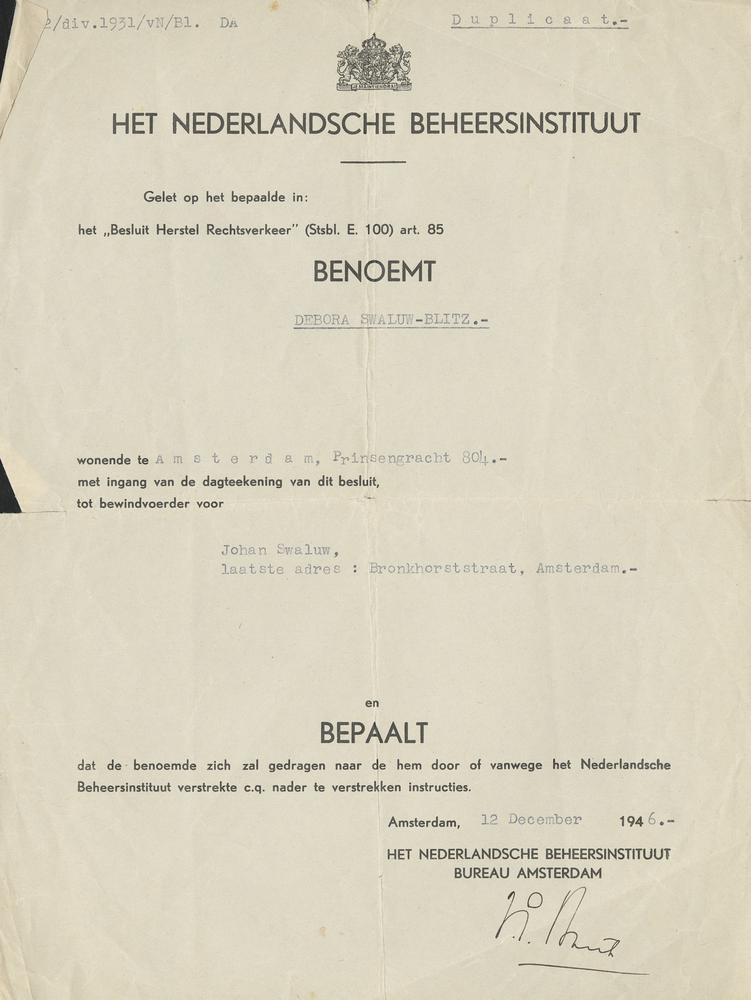 2/div.1931/vN/Bl. DA
Duplicaat.-
JE MAINTIENDRAI
HET NEDERLANDSCHE BEHEERSINSTITUUT
Gelet op het bepaalde in:
het „Besluit Herstel Rechtsverkeer” (Stsbl. E. 100) art. 85
BENOEMT
DEBORA SWALUW-BLITZ.-
wonende te Amsterdam, Prinsengracht 804.-
met ingang van de dagteekening van dit besluit,
tot bewindvoerder voor
Johan Swaluw,
laatste adres : Bronkhorststraat, Amsterdam.-
en
BEPAALT
dat de benoemde zich zal gedragen naar de hem door of vanwege het Nederlandsche
Beheersinstituut verstrekte c.q. nader te verstrekken instructies.
Amsterdam, 12 December 1946.-
HET NEDERLANDSCHE BEHEERSINSTITUUT
BUREAU AMSTERDAM